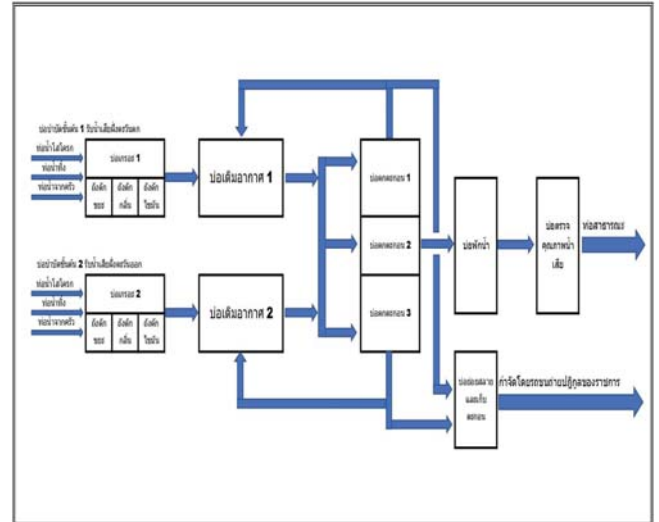 บ่อบำบัดขั้นต้น 1 รับน้ำเสียฝั่งตะวันตก
ท่อน้ำโสโครก
ท่อน้ำทิ้ง
ท่อน้ำจากครัว
บ่อเกรอะ 1
ถังดัก
ขยะ
ถังดัก
กลิ่น
ถังดัก
ไขมัน
บ่อเติมอากาศ 1
บ่อตกตะกอน 1
บ่อตกตะกอน 2
บ่อตกตะกอน 3
บ่อพักน้ำ
บ่อตรวจ
คุณภาพน้ำ
เสีย
ท่อสาธารณะ
บ่อบำบัดขั้นต้น 2 รับน้ำเสียฝั่งตะวันออก
ท่อน้ำโสโครก
ท่อน้ำทิ้ง
ท่อน้ำจากครัว
บ่อเกรอะ 2
ถังดัก
ขยะ
ถังดัก
กลิ่น
ถังดัก
ไขมัน
บ่อเติมอากาศ 2
บ่อย่อยสลาย
และเก็บ
ตะกอน
กำจัดโดยรถขนถ่ายปฏิกูลของราชการ